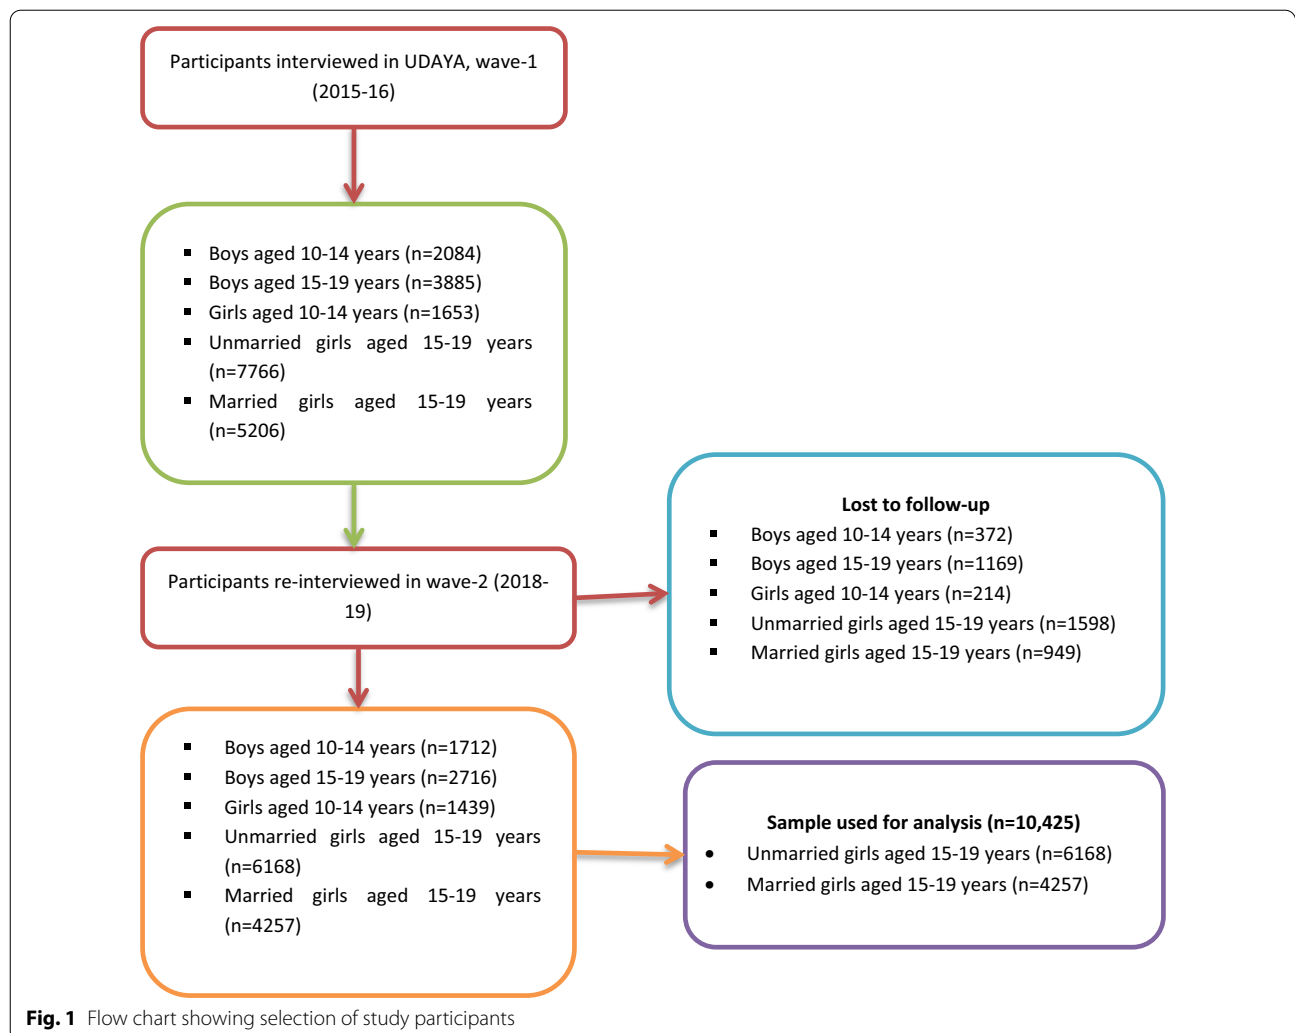 Participants interviewed in UDAYA, wave-1
(2015-16)
▪ Boys aged 10-14 years (n=2084)
▪ Boys aged 15-19 years (n=3885)
▪ Girls aged 10-14 years (n=1653)
▪ Unmarried girls aged 15-19 years
(n=7766)
▪ Married girls aged 15-19 years
(n=5206)
Participants re-interviewed in wave-2 (2018-
19)
Lost to follow-up
▪ Boys aged 10-14 years (n=372)
▪ Boys aged 15-19 years (n=1169)
▪ Girls aged 10-14 years (n=214)
▪ Unmarried girls aged 15-19 years (n=1598)
▪ Married girls aged 15-19 years (n=949)
▪ Boys aged 10-14 years (n=1712)
▪ Boys aged 15-19 years (n=2716)
▪ Girls aged 10-14 years (n=1439)
▪ Unmarried girls aged 15-19 years
(n=6168)
▪ Married girls aged 15-19 years
(n=4257)
Sample used for analysis (n=10,425)
• Unmarried girls aged 15-19 years (n=6168)
• Married girls aged 15-19 years (n=4257)
Fig. 1 Flow chart showing selection of study participants